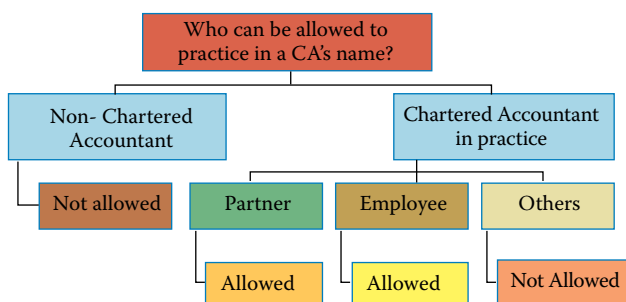 Who can be allowed to
practice in a CA's name?
Non- Chartered
Accountant
Chartered Accountant
in practice
Not allowed
Partner
Employee
Others
Allowed
Allowed
Not Allowed